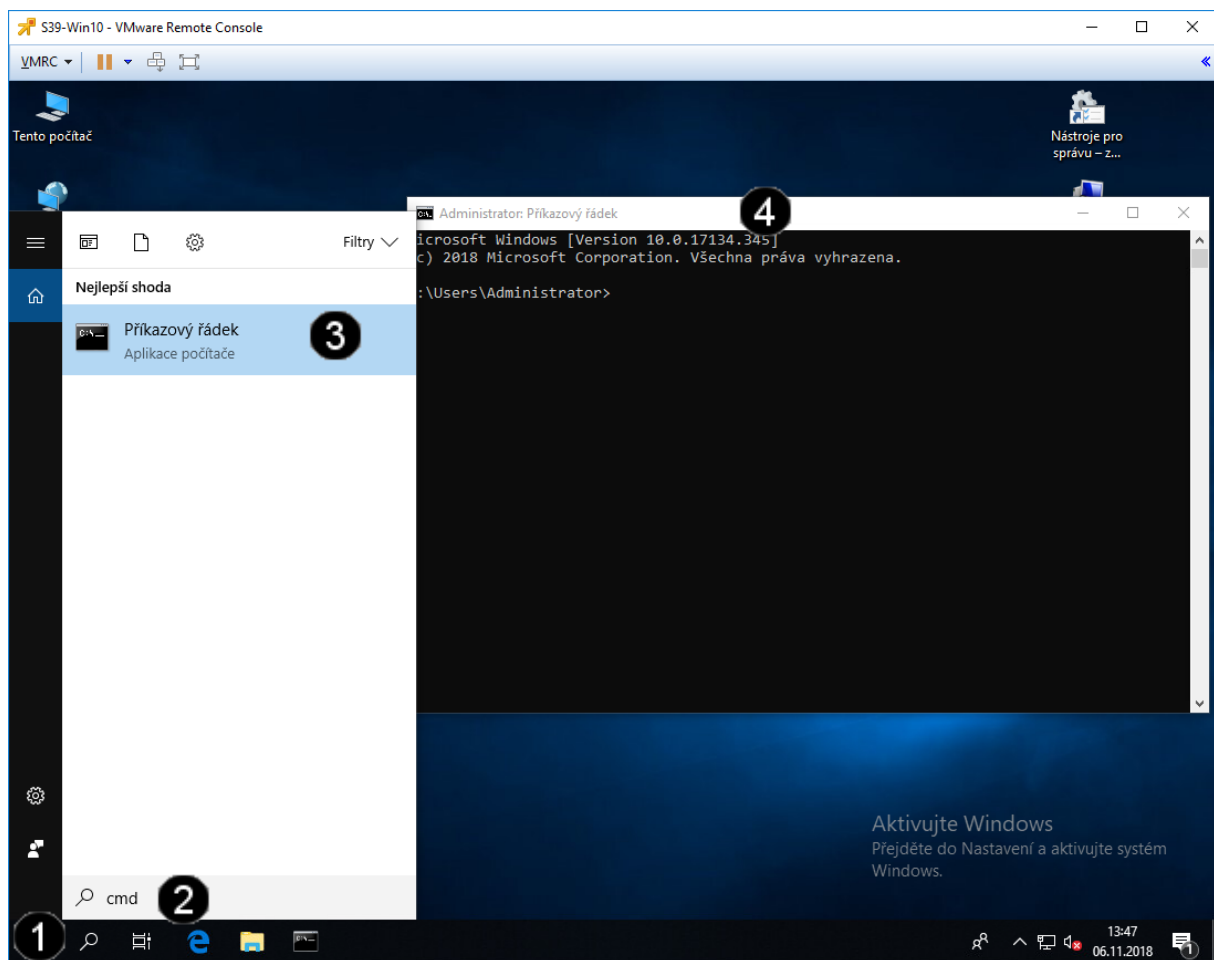 S39-Win10 - VMware Remote Console
VMRC
Tento počítač
Nástroje pro
správu – z...
Administrator: Příkazový řádek
4
icrosoft Windows [Version 10.0.17134.345]
c) 2018 Microsoft Corporation. Všechna práva vyhrazena.
:\Users\Administrator>
Filtry
Nejlepší shoda
Příkazový řádek
Aplikace počítače
3
Aktivujte Windows
Přejděte do Nastavení a aktivujte systém
Windows.
cmd
2
1
13:47
06.11.2018
1